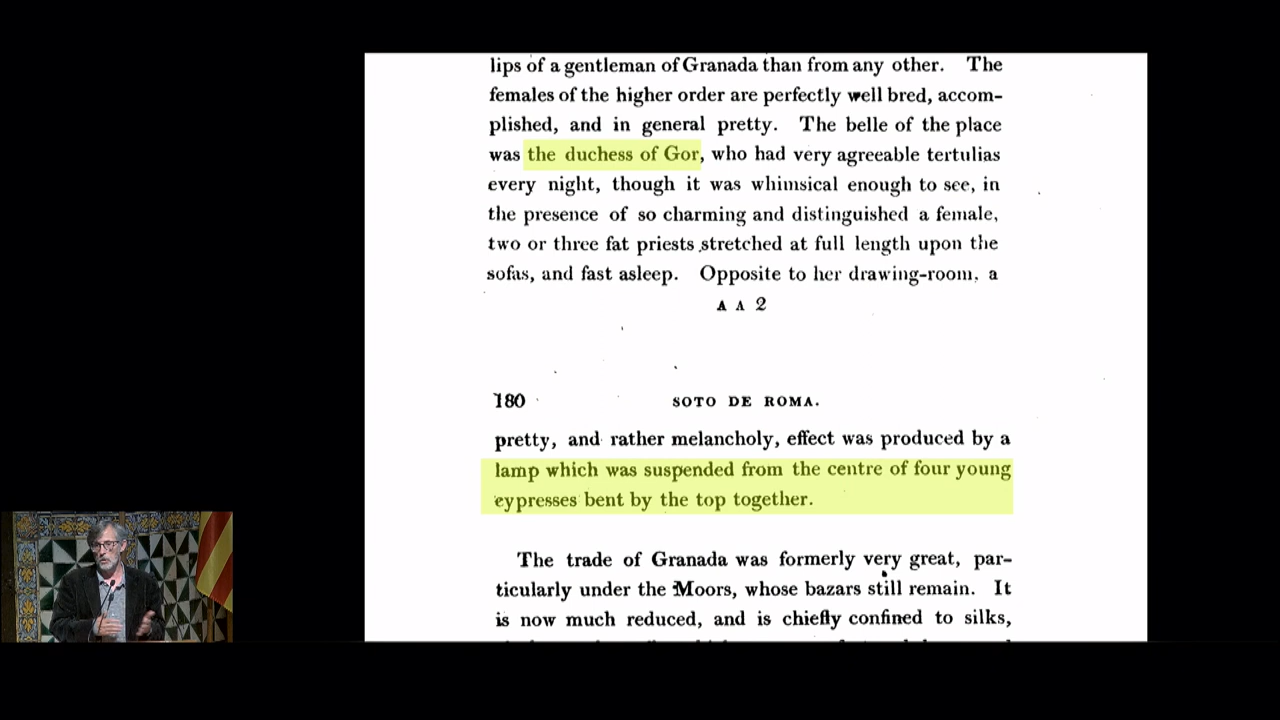 lips of a gentleman of Granada than from any other. The
females of the higher order are perfectly well bred, accom-
plished, and in general pretty. The belle of the place
was the duchess of Gor, who had very agreeable tertulias
every night, though it was whimsical enough to see, in
the presence of so charming and distinguished a female,
two or three fat priests stretched at full length upon the
sofas, and fast asleep. Opposite to her drawing-room, a
A A 2
180 SOTO DE ROMA.
pretty, and rather melancholy, effect was produced by a
lamp which was suspended from the centre of four young
cypresses bent by the top together.
The trade of Granada was formerly very great, par-
ticularly under the Moors, whose bazars still remain. It
is now much reduced, and is chiefly confined to silks,